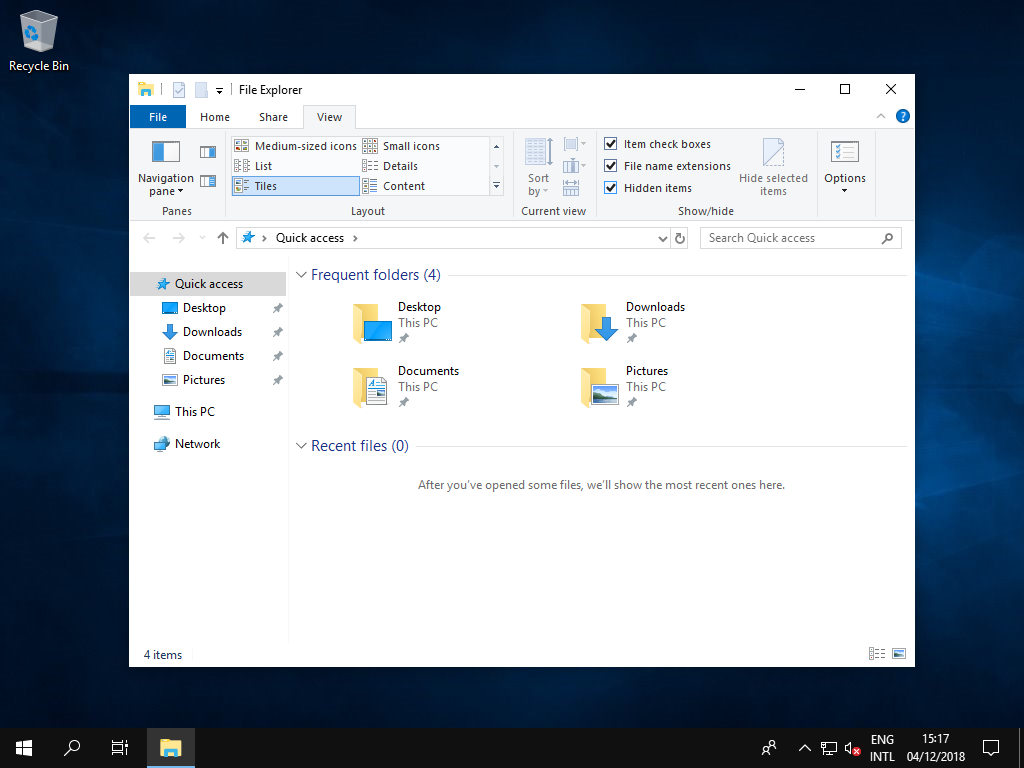 Recycle Bin
File Explorer
File Home Share View
Navigation pane
Panes
Medium-sized icons Small icons
List Details
Tiles Content
Layout
Sort by
Current view
Item check boxes
File name extensions
Hidden items
Hide selected items
Show/hide
Options
Quick access
Search Quick access
Quick access
Desktop
Downloads
Documents
Pictures
This PC
Network
Frequent folders (4)
Desktop
This PC
Downloads
This PC
Documents
This PC
Pictures
This PC
Recent files (0)
After you've opened some files, we'll show the most recent ones here.
4 items
ENG
INTL
15:17
04/12/2018